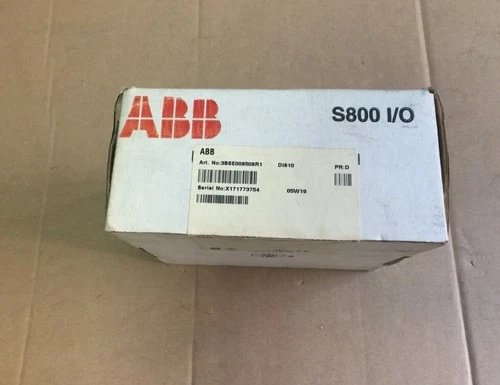 ABB
S800 I/O
ABB
Art. No:3BSE008508R1 DI810 PR:D
Serial No:X171773754 05W19